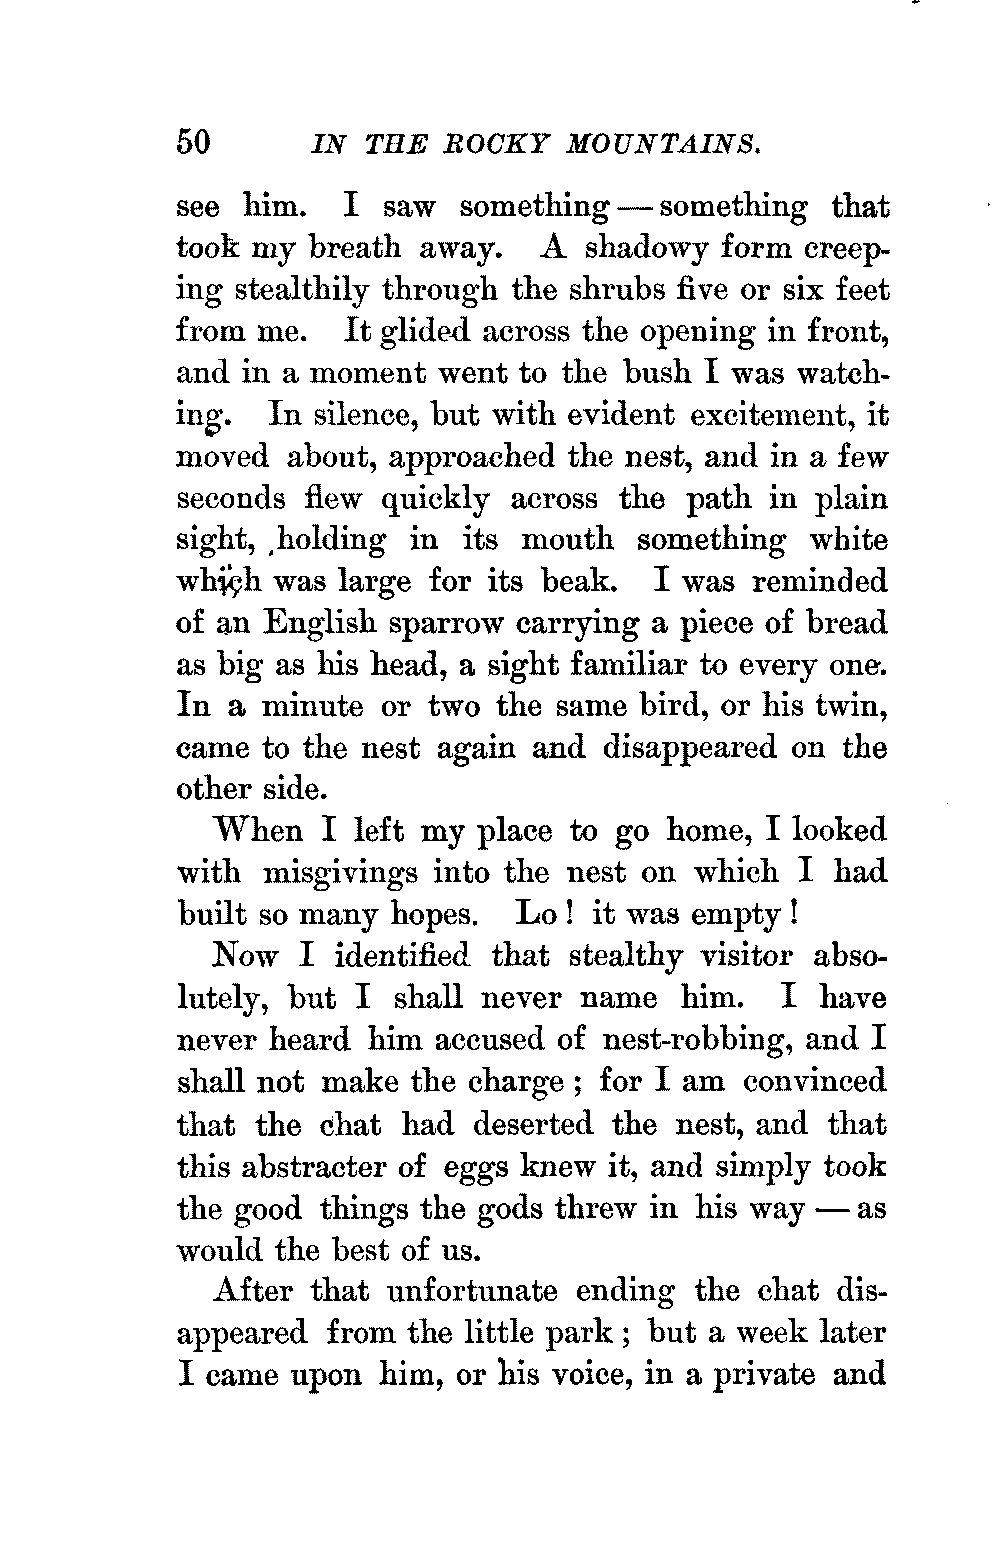 50 IN THE ROCKY MOUNTAINS.
see him. I saw something — something that
took my breath away. A shadowy form creep-
ing stealthily through the shrubs five or six feet
from me. It glided across the opening in front,
and in a moment went to the bush I was watch-
ing. In silence, but with evident excitement, it
moved about, approached the nest, and in a few
seconds flew quickly across the path in plain
sight, holding in its mouth something white
which was large for its beak. I was reminded
of an English sparrow carrying a piece of bread
as big as his head, a sight familiar to every one.
In a minute or two the same bird, or his twin,
came to the nest again and disappeared on the
other side.
When I left my place to go home, I looked
with misgivings into the nest on which I had
built so many hopes. Lo! it was empty!
Now I identified that stealthy visitor abso-
lutely, but I shall never name him. I have
never heard him accused of nest-robbing, and I
shall not make the charge; for I am convinced
that the chat had deserted the nest, and that
this abstracter of eggs knew it, and simply took
the good things the gods threw in his way — as
would the best of us.
After that unfortunate ending the chat dis-
appeared from the little park; but a week later
I came upon him, or his voice, in a private and